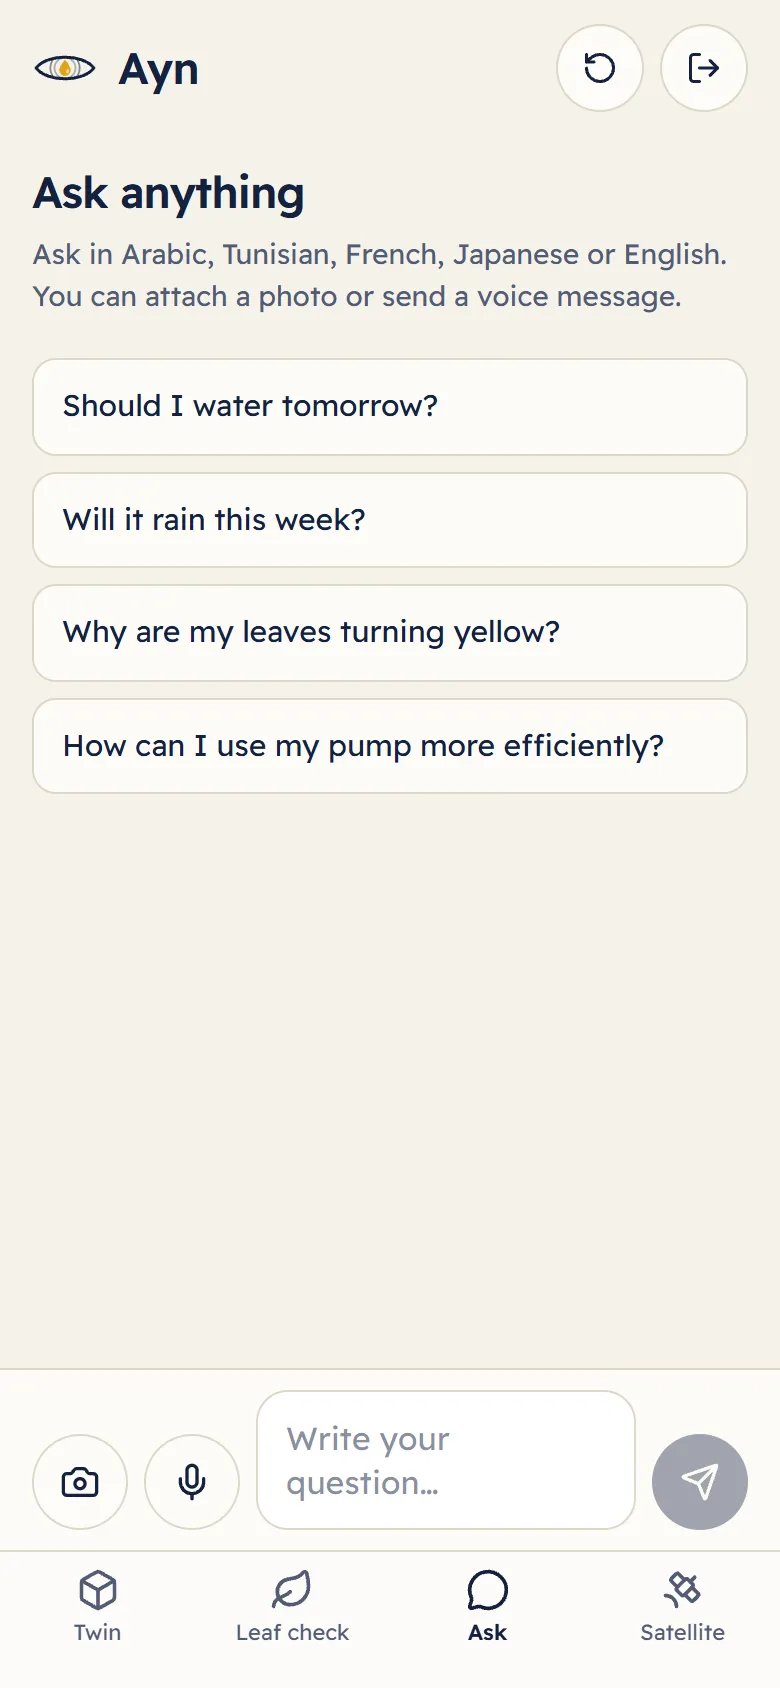 Ayn
Ask anything
Ask in Arabic, Tunisian, French, Japanese or English.
You can attach a photo or send a voice message.
Should I water tomorrow?
Will it rain this week?
Why are my leaves turning yellow?
How can I use my pump more efficiently?
Write your
question…
Twin
Leaf check
Ask
Satellite